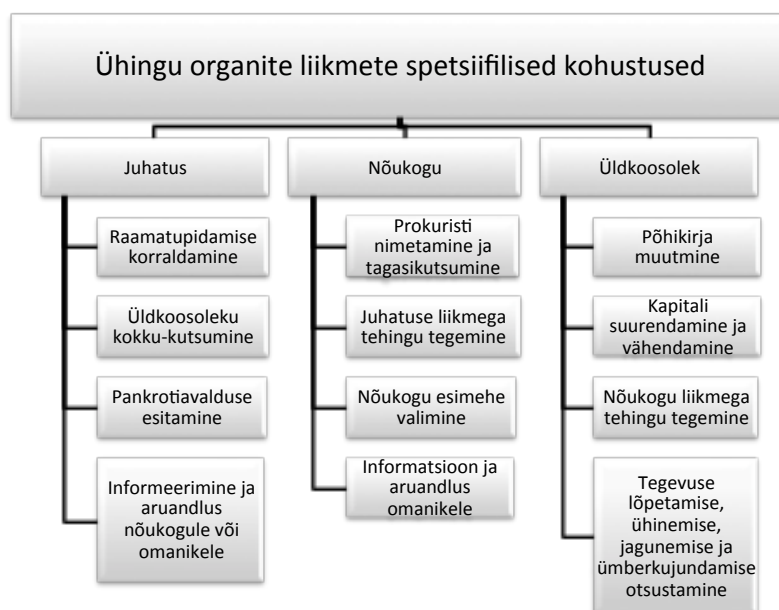 Ühingu organite liikmete spetsiifilised kohustused
Juhatus
Raamatupidamise
korraldamine
Üldkoosoleku
kokku-kutsumine
Pankrotiavalduse
esitamine
Informeerimine ja
aruandlus
nõukogule või
omanikele
Nõukogu
Prokuristi
nimetamine ja
tagasikutsumine
Juhatuse liikmega
tehingu tegemine
Nõukogu esimehe
valimine
Informatsioon ja
aruandlus omanikele
Üldkoosolek
Põhikirja
muutmine
Kapitali
suurendamine ja
vähendamine
Nõukogu liikmega
tehingu tegemine
Tegevuse
lõpetamise,
ühinemise,
jagunemise ja
ümberkujundamise
otsustamine